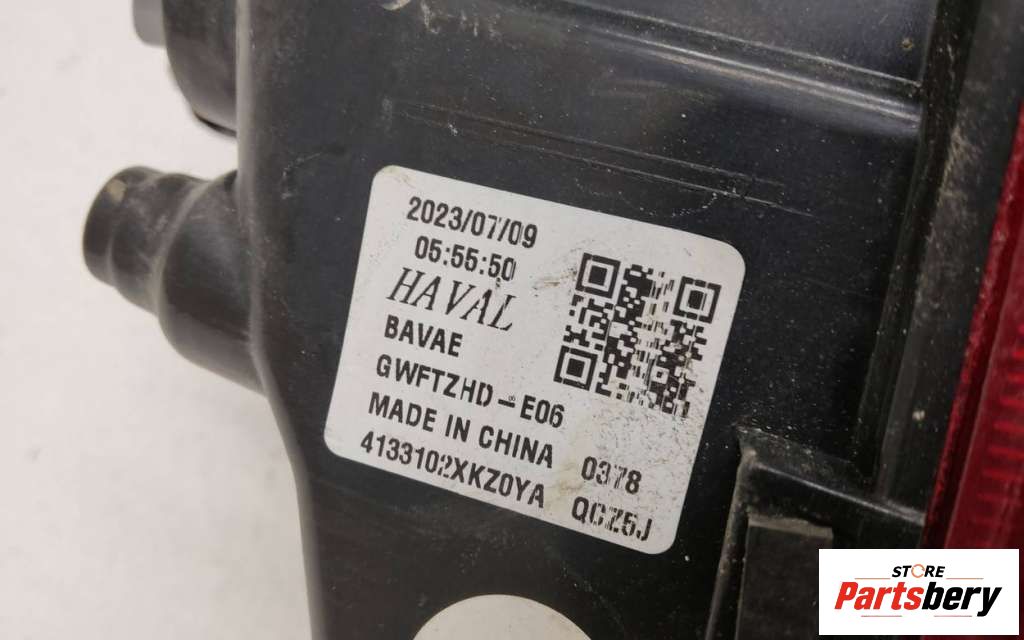 2023/07/09
05:55:50
HAVAL
BAVAE
GWFTZHD-E06
MADE IN CHINA 0378
4133102XKZ0YA QCZ5J
STORE
Partsbery